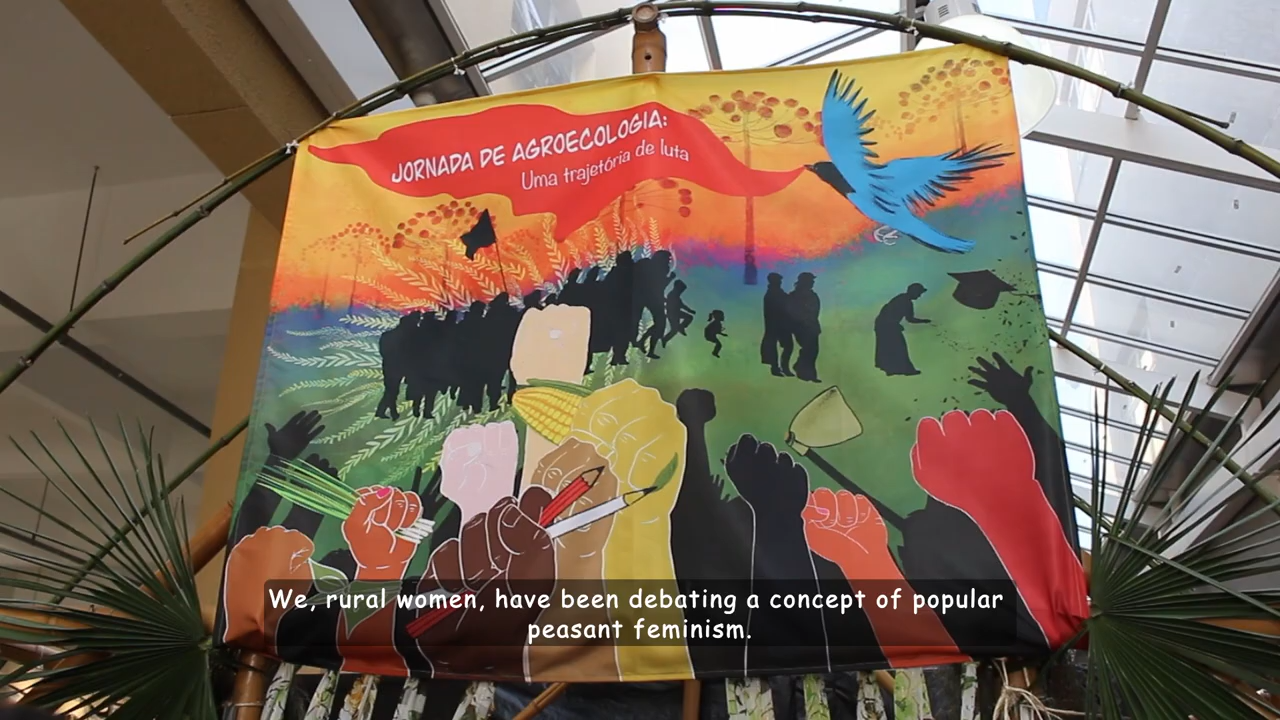 JORNADA DE AGROECOLOGIA:
Uma trajetória de luta
We, rural women, have been debating a concept of popular
peasant feminism.